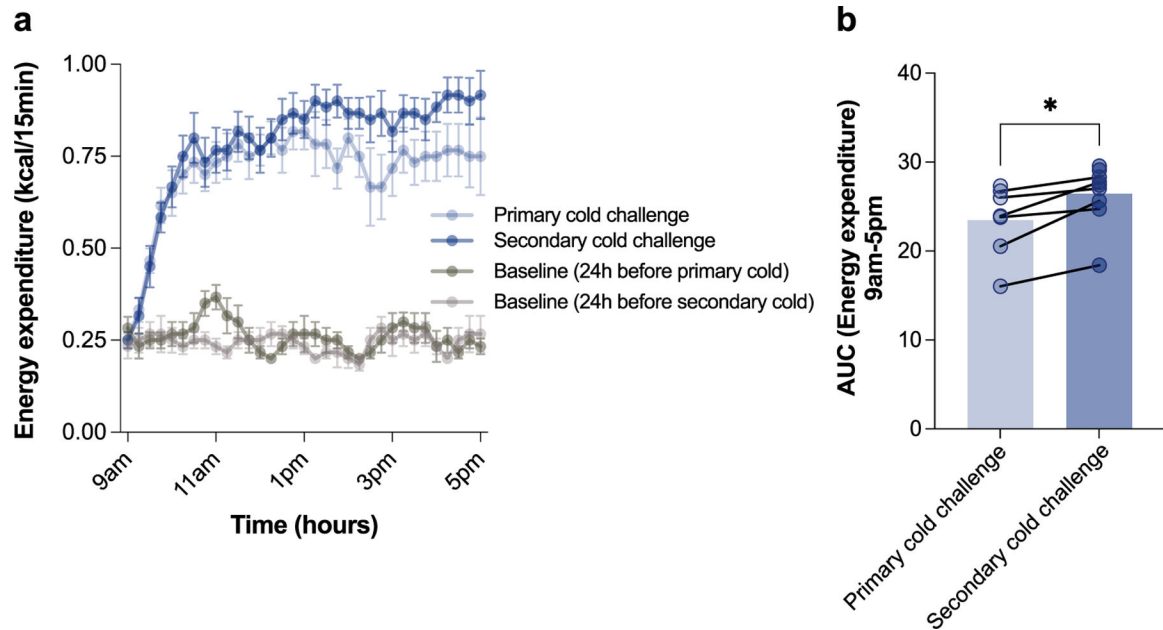 a
Energy expenditure (kcal/15min)
1.00
0.75
0.50
0.25
0.00
9am
11am
1pm
3pm
5pm
Time (hours)
Primary cold challenge
Secondary cold challenge
Baseline (24h before primary cold)
Baseline (24h before secondary cold)
b
AUC (Energy expenditure)
9am-5pm
40
30
20
10
0
*
Primary cold challenge
Secondary cold challenge